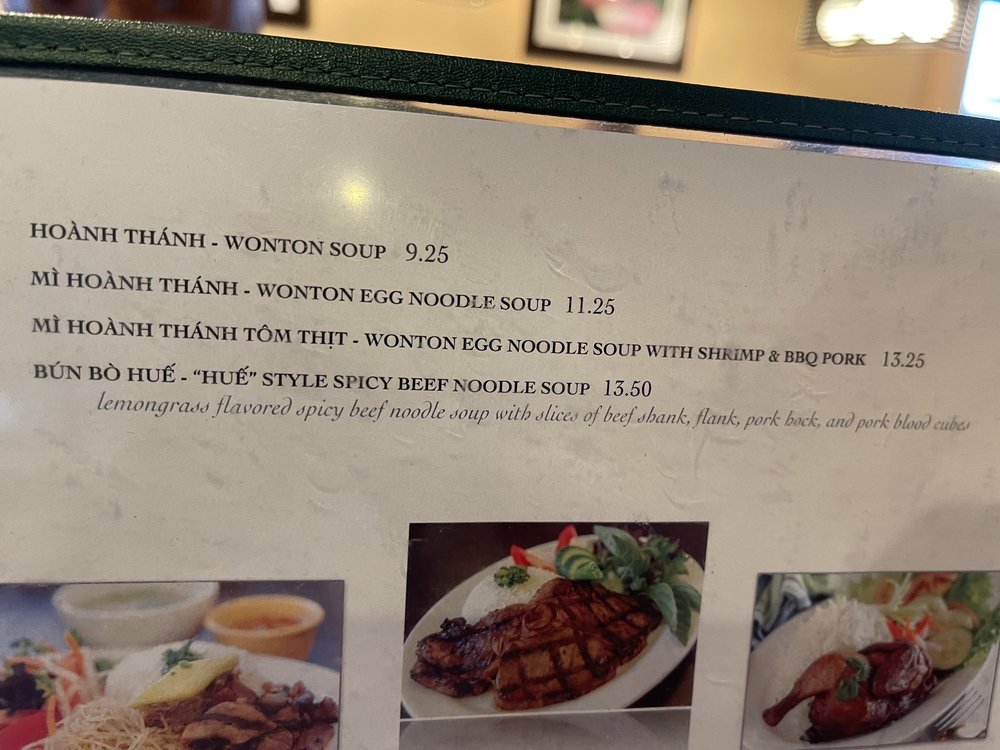 HOÀNH THÁNH - WONTON SOUP 9.25
MÌ HOÀNH THÁNH - WONTON EGG NOODLE SOUP 11.25
MÌ HOÀNH THÁNH TÔM THỊT - WONTON EGG NOODLE SOUP WITH SHRIMP & BBQ PORK 13.25
BÚN BÒ HUẾ - “HUẾ” STYLE SPICY BEEF NOODLE SOUP 13.50
lemongrass flavored spicy beef noodle soup with slices of beef shank, flank, pork hock, and pork blood cubes